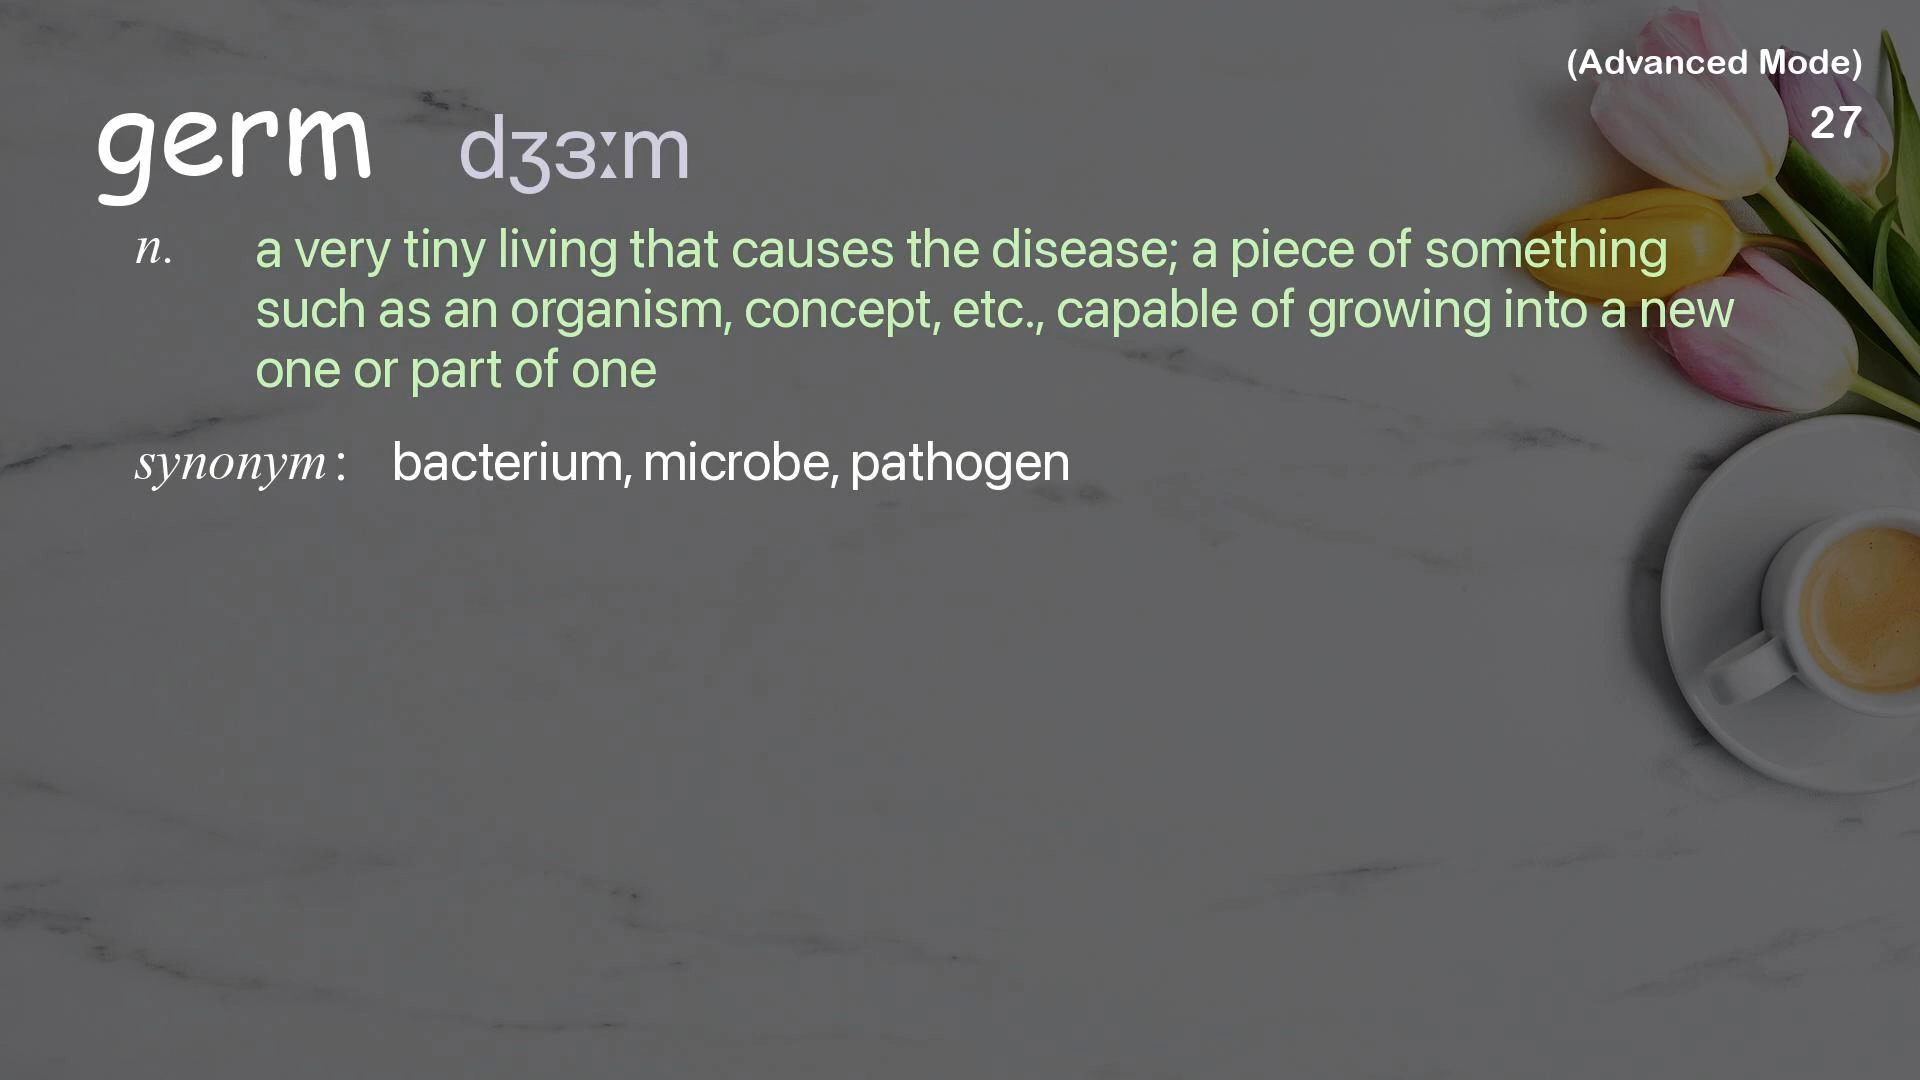 (Advanced Mode)
27
germ dʒɜːm
n. a very tiny living that causes the disease; a piece of something
such as an organism, concept, etc., capable of growing into a new
one or part of one
synonym: bacterium, microbe, pathogen